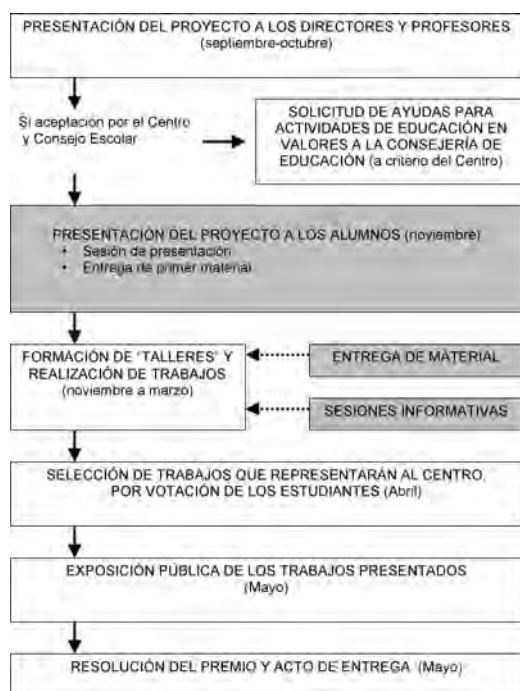 PRESENTACIÓN DEL PROYECTO A LOS DIRECTORES Y PROFESORES
(septiembre-octubre)
Si aceptación por el Centro
y Consejo Escolar
SOLICITUD DE AYUDAS PARA
ACTIVIDADES DE EDUCACIÓN EN
VALORES A LA CONSEJERÍA DE
EDUCACIÓN (a criterio del Centro)
PRESENTACIÓN DEL PROYECTO A LOS ALUMNOS (noviembre)
• Sesión de presentación
• Entrega de primer material
FORMACIÓN DE "TALLERES" Y
REALIZACIÓN DE TRABAJOS
(noviembre a marzo)
ENTREGA DE MATERIAL
SESIONES INFORMATIVAS
SELECCIÓN DE TRABAJOS QUE REPRESENTARÁN AL CENTRO,
POR VOTACIÓN DE LOS ESTUDIANTES (Abril)
EXPOSICIÓN PÚBLICA DE LOS TRABAJOS PRESENTADOS
(Mayo)
RESOLUCIÓN DEL PREMIO Y ACTO DE ENTREGA (Mayo)